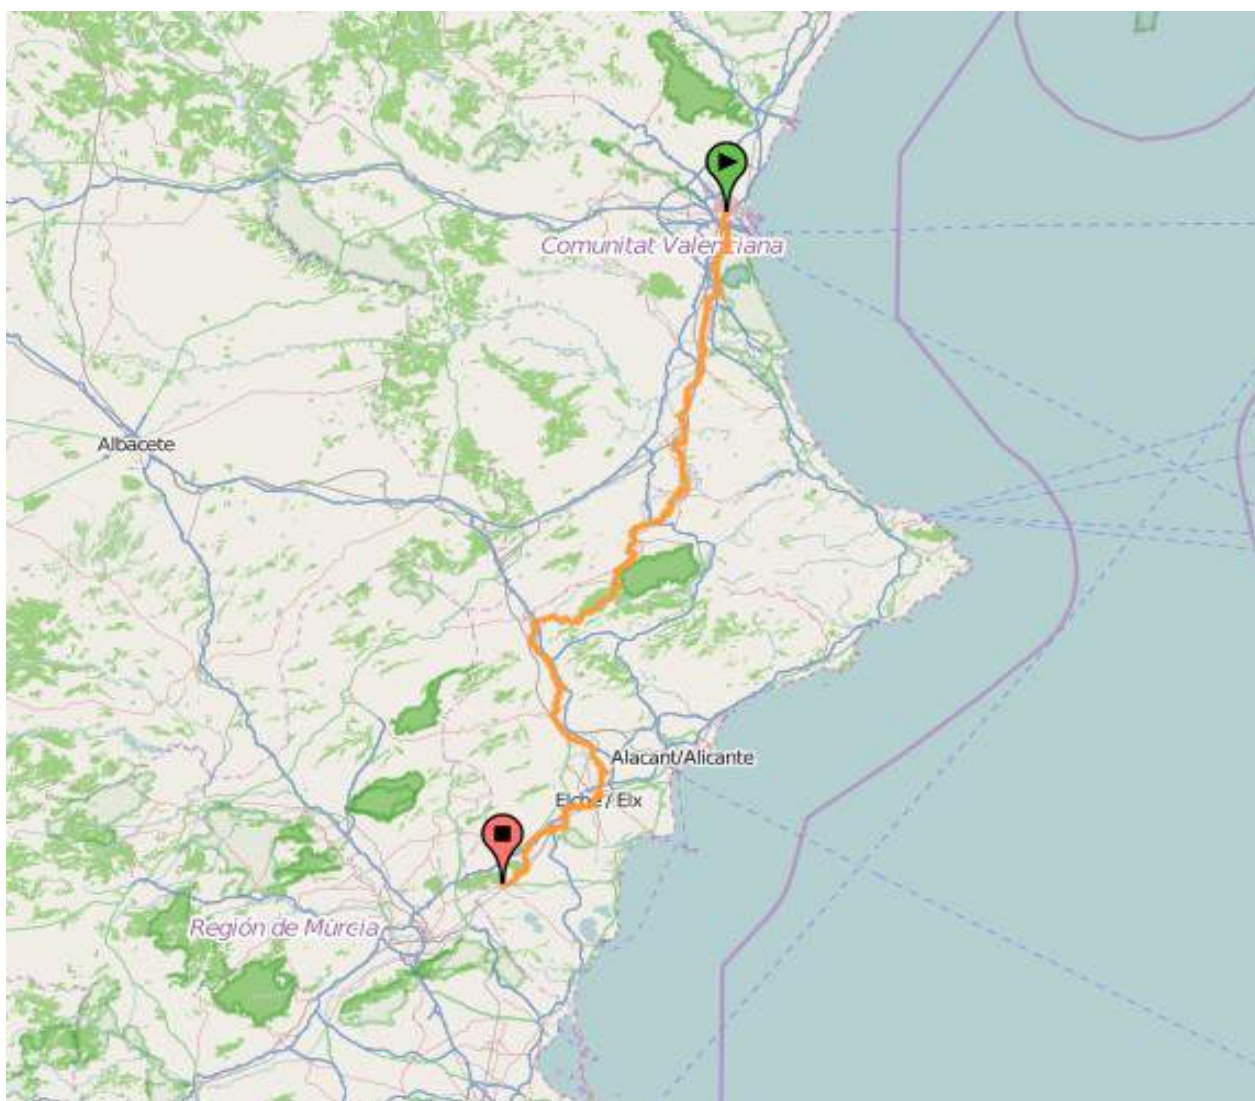 Comunitat Valenciana
Albacete
Alacant/Alicante
Elche / Elx
Región de Murcia